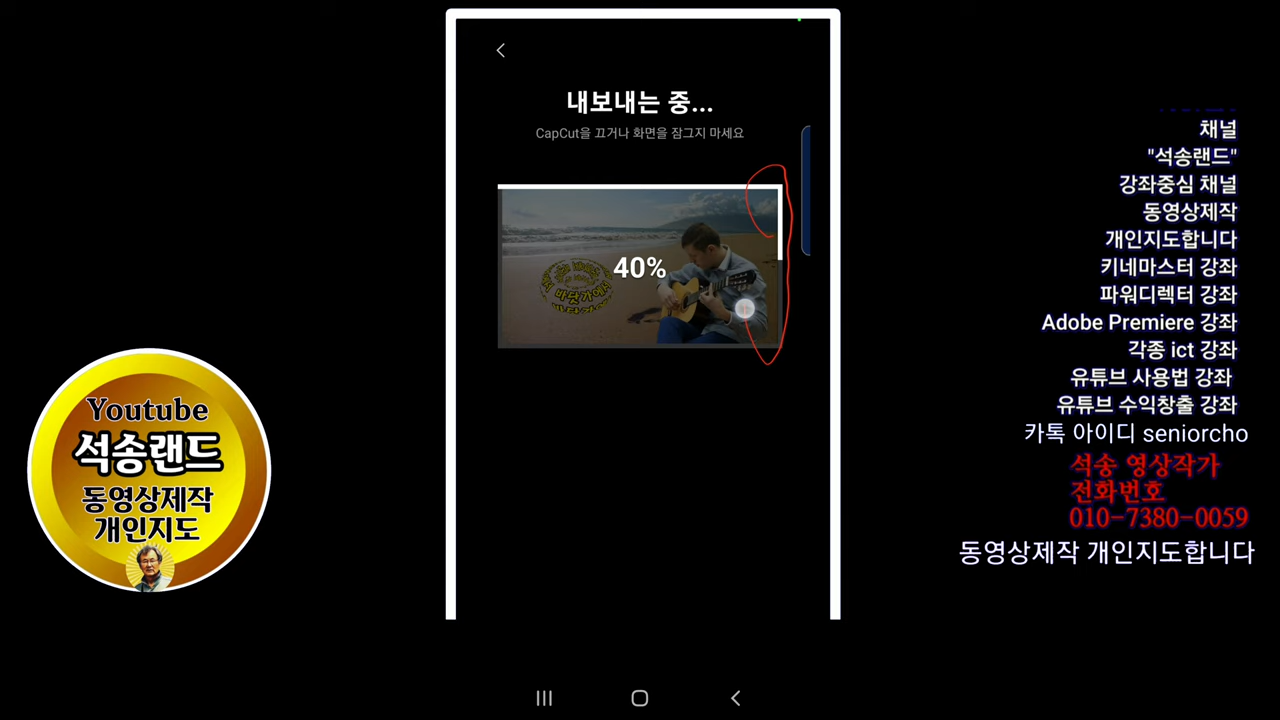 내보내는 중...
CapCut을 끄거나 화면을 잠그지 마세요
40%
바닷가에서
Youtube
석송랜드
동영상제작
개인지도
채널
"석송랜드"
강좌중심 채널
동영상제작
개인지도합니다
키네마스터 강좌
파워디렉터 강좌
Adobe Premiere 강좌
각종 ict 강좌
유튜브 사용법 강좌
유튜브 수익창출 강좌
카톡 아이디 seniorcho
석송 영상작가
전화번호
010-7380-0059
동영상제작 개인지도합니다